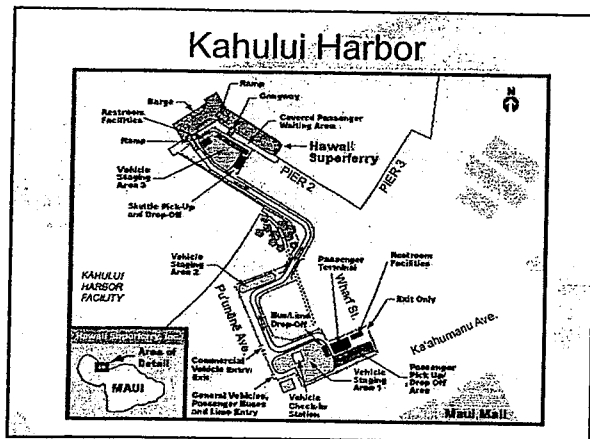 Kahului Harbor
N
Ramp
Barge
Gangway
Restroom
Facilities
Covered Passenger
Waiting Area
Ramp
Hawaii
Superferry
Vehicle
Staging
Area 3
PIER 2
PIER 3
Shuttle Pick-Up
and Drop-Off
Vehicle
Staging
Area 2
Passenger
Terminal
Restroom
Facilities
KAHULUI
HARBOR
FACILITY
Pu'unēnē Ave.
Wharf St.
Exit Only
Bus/Limo
Drop-Off
Ka'ahumanu Ave.
Hawaii Superferry
Area of
Detail
MAUI
Commercial
Vehicle Entry/
Exit
Passenger
Pick Up/
Drop Off
Area
General Vehicles,
Passenger Buses
and Limo Entry
Vehicle
Check-in
Station
Vehicle
Staging
Area 1
Maui Mall